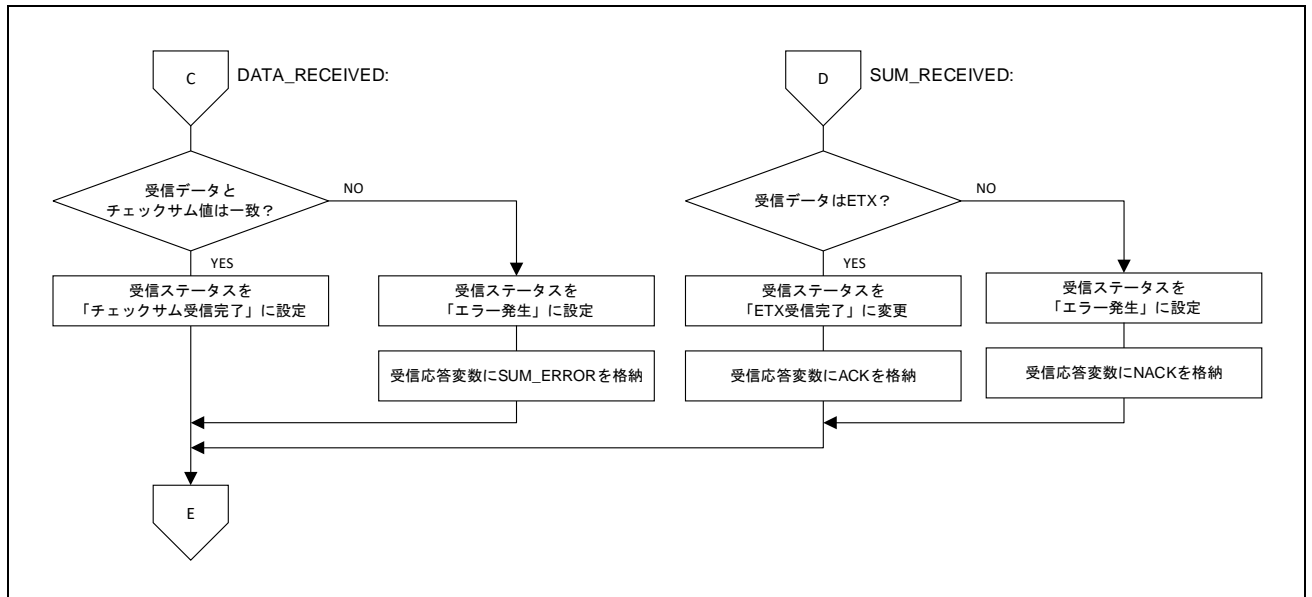 C
DATA_RECEIVED:
受信データと
チェックサム値は一致？
NO
YES
受信ステータスを
「チェックサム受信完了」に設定
受信ステータスを
「エラー発生」に設定
受信応答変数にSUM_ERRORを格納
D
SUM_RECEIVED:
受信データはETX？
NO
YES
受信ステータスを
「ETX受信完了」に変更
受信応答変数にACKを格納
受信ステータスを
「エラー発生」に設定
受信応答変数にNACKを格納
E